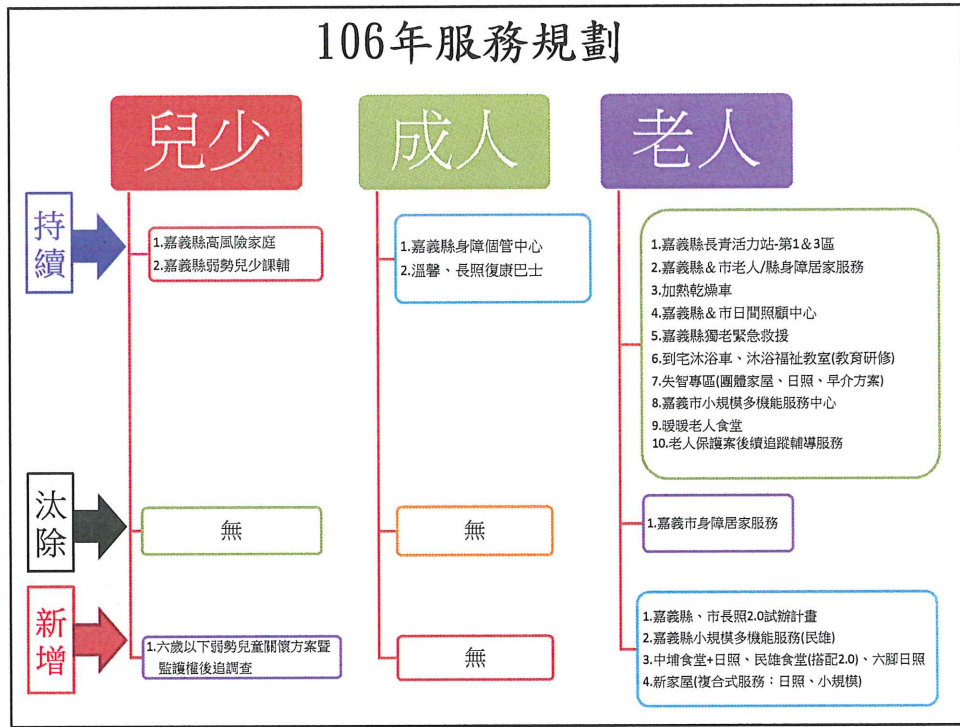 106年服務規劃
兒少
成人
老人
持續
1.嘉義縣高風險家庭
2.嘉義縣弱勢兒少課輔
1.嘉義縣身障個管中心
2.溫馨、長照復康巴士
1.嘉義縣長青活力站-第1&3區
2.嘉義縣&市老人/縣身障居家服務
3.加熱乾燥車
4.嘉義縣&市日間照顧中心
5.嘉義縣獨老緊急救援
6.到宅沐浴車、沐浴福祉教室(教育研修)
7.失智專區(團體家屋、日照、早介方案)
8.嘉義市小規模多機能服務中心
9.暖暖老人食堂
10.老人保護案後續追蹤輔導服務
汰除
無
無
1.嘉義市身障居家服務
新增
1.六歲以下弱勢兒童關懷方案暨
監護權後追調查
無
1.嘉義縣、市長照2.0試辦計畫
2.嘉義縣小規模多機能服務(民雄)
3.中埔食堂+日照、民雄食堂(搭配2.0)、六腳日照
4.新家屋(複合式服務：日照、小規模)